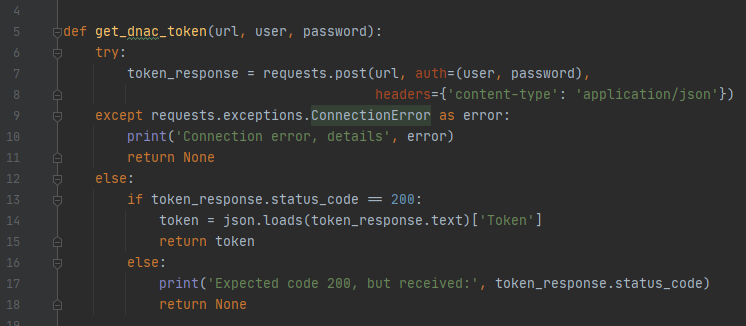 4
5 def get_dnac_token(url, user, password):
6     try:
7         token_response = requests.post(url, auth=(user, password),
8                                        headers={'content-type': 'application/json'})
9     except requests.exceptions.ConnectionError as error:
10         print('Connection error, details', error)
11         return None
12     else:
13         if token_response.status_code == 200:
14             token = json.loads(token_response.text)['Token']
15             return token
16         else:
17             print('Expected code 200, but received:', token_response.status_code)
18             return None
19